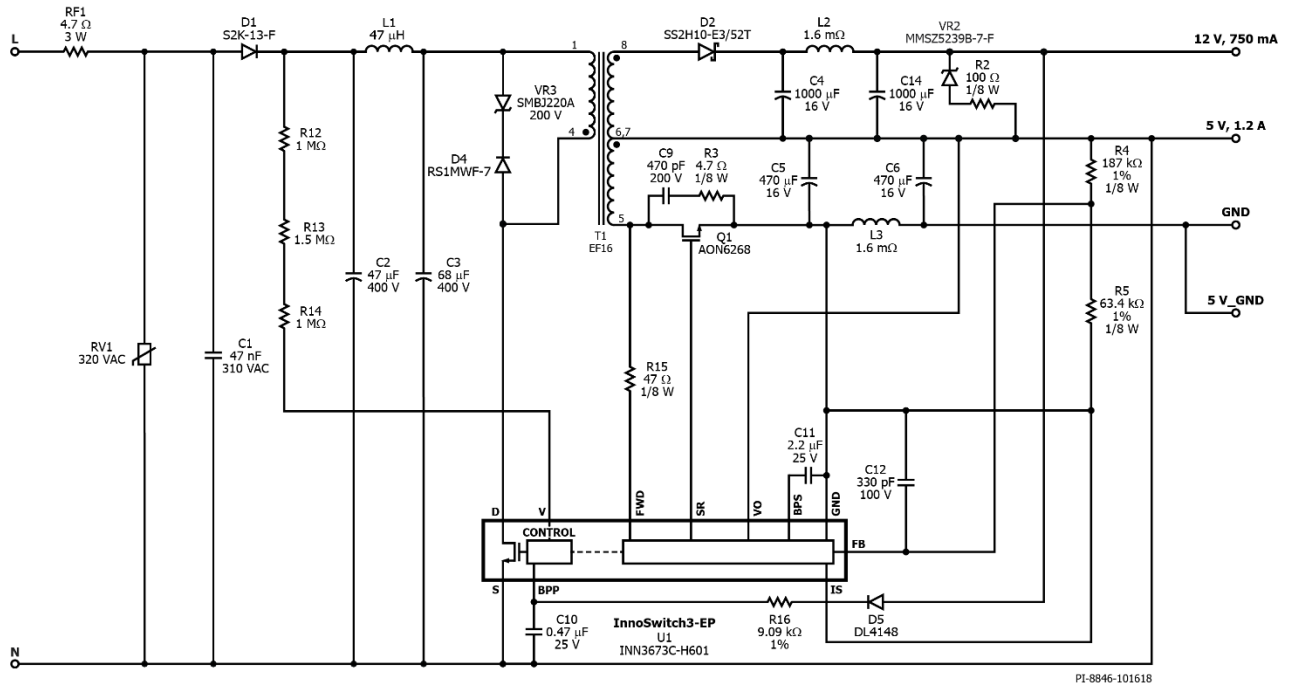 RF1
4.7 Ω
3 W
L
D1
S2K-13-F
L1
47 μH
1
4
8
6,7
5
T1
EF16
D2
SS2H10-E3/52T
L2
1.6 mΩ
VR2
MMSZ5239B-7-F
R2
100 Ω
1/8 W
12 V, 750 mA
C4
1000 μF
16 V
C14
1000 μF
16 V
VR3
SMBJ220A
200 V
D4
RS1MWF-7
R12
1 MΩ
R13
1.5 MΩ
R14
1 MΩ
C9
470 pF
200 V
R3
4.7 Ω
1/8 W
C5
470 μF
16 V
C6
470 μF
16 V
5 V, 1.2 A
R4
187 kΩ
1%
1/8 W
Q1
AON6268
L3
1.6 mΩ
GND
C2
47 μF
400 V
C3
68 μF
400 V
R5
63.4 kΩ
1%
1/8 W
5 V_GND
RV1
320 VAC
C1
47 nF
310 VAC
R15
47 Ω
1/8 W
C11
2.2 μF
25 V
C12
330 pF
100 V
D
V
FWD
SR
VO
BPS
GND
CONTROL
FB
S
BPP
IS
C10
0.47 μF
25 V
InnoSwitch3-EP
U1
INN3673C-H601
R16
9.09 kΩ
1%
D5
DL4148
N
PI-8846-101618